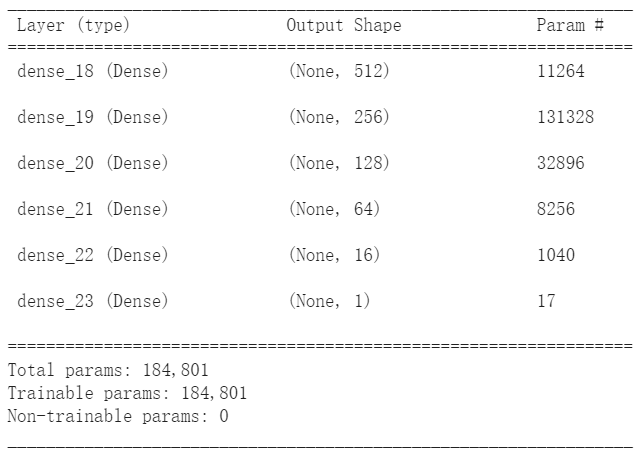 Layer (type) Output Shape Param #
dense_18 (Dense) (None, 512) 11264
dense_19 (Dense) (None, 256) 131328
dense_20 (Dense) (None, 128) 32896
dense_21 (Dense) (None, 64) 8256
dense_22 (Dense) (None, 16) 1040
dense_23 (Dense) (None, 1) 17
Total params: 184,801
Trainable params: 184,801
Non-trainable params: 0